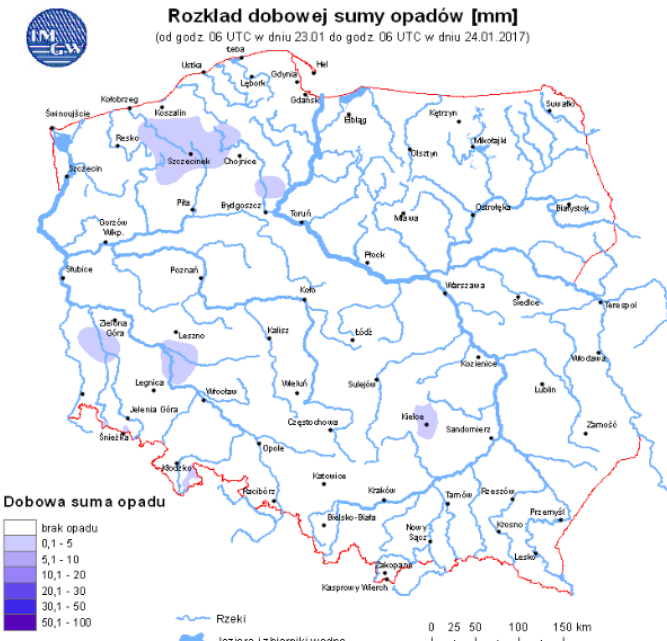 IM
GW
Rozkład dobowej sumy opadów [mm]
(od godz. 06 UTC w dniu 23.01 do godz. 06 UTC w dniu 24.01.2017)
Łeba
Hel
Ustka
Gdynia
Lębork
Gdańsk
Suwałki
Kołobrzeg
Koszalin
Świnoujście
Elbląg
Kętrzyn
Resko
Mikołajki
Olsztyn
Szczecinek
Chojnice
Szczecin
Piła
Bydgoszcz
Toruń
Mława
Ostrołęka
Białystok
Gorzów
Wlkp.
Płock
Słubice
Poznań
Koło
Warszawa
Siedlce
Terespol
Zielona
Góra
Leszno
Kalisz
Łódź
Kozienice
Włodawa
Legnica
Wrocław
Wieluń
Sulejów
Lublin
Jelenia Góra
Częstochowa
Kielce
Sandomierz
Zamość
Śnieżka
Opole
Kłodzko
Katowice
Racibórz
Kraków
Tarnów
Rzeszów
Przemyśl
Bielsko-Biała
Nowy
Sącz
Krosno
Lesko
Zakopane
Kasprowy Wierch
Dobowa suma opadu
brak opadu
0,1 - 5
5,1 - 10
10,1 - 20
20,1 - 30
30,1 - 50
50,1 - 100
Rzeki
Jeziora i zbiorniki wodne
0 25 50 100 150 km